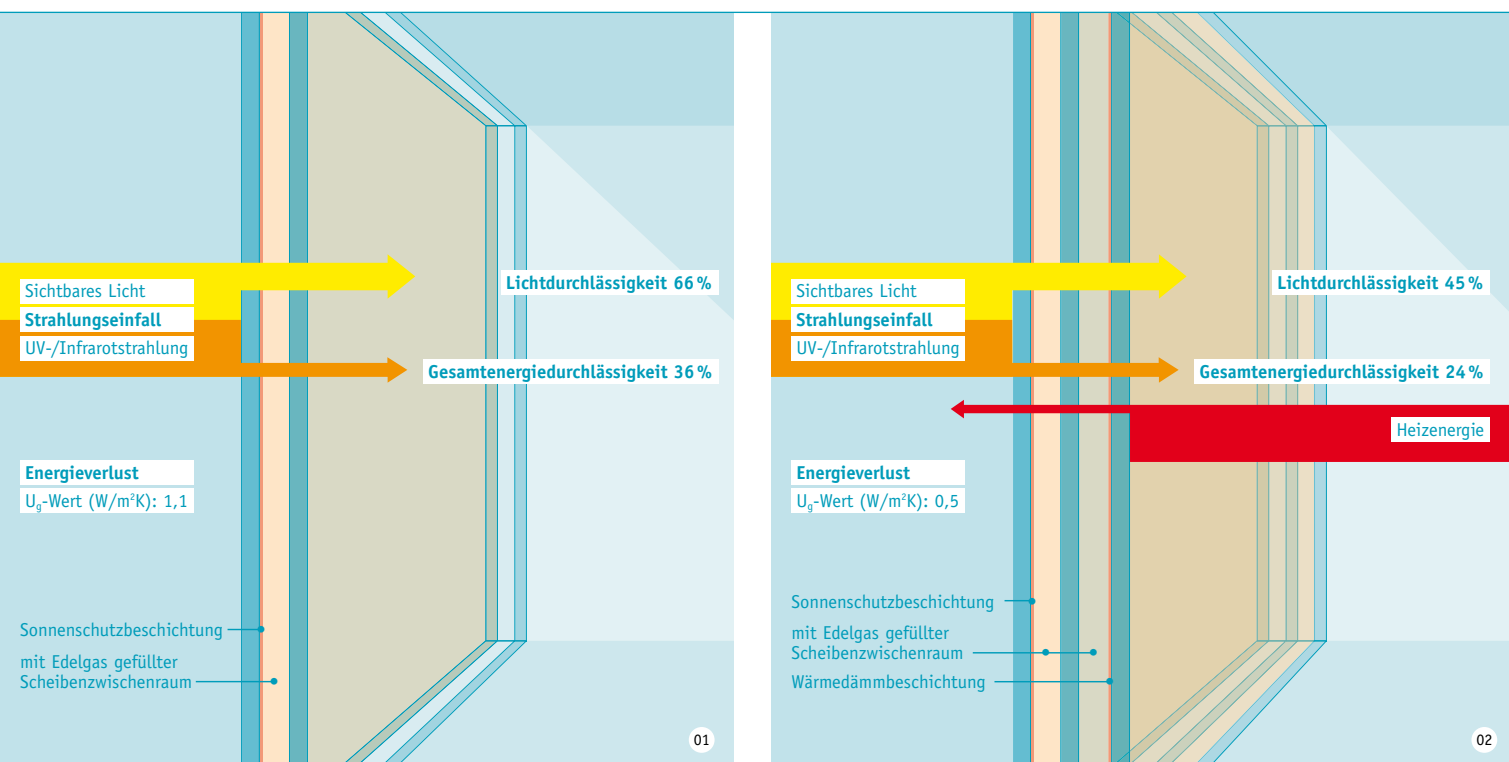 Sichtbares Licht
Strahlungseinfall
UV-/Infrarotstrahlung
Lichtdurchlässigkeit 66 %
Gesamtenergiedurchlässigkeit 36 %
Energieverlust
Ug-Wert (W/m²K): 1,1
Sonnenschutzbeschichtung
mit Edelgas gefüllter
Scheibenzwischenraum
01
Sichtbares Licht
Strahlungseinfall
UV-/Infrarotstrahlung
Lichtdurchlässigkeit 45 %
Gesamtenergiedurchlässigkeit 24 %
Heizenergie
Energieverlust
Ug-Wert (W/m²K): 0,5
Sonnenschutzbeschichtung
mit Edelgas gefüllter
Scheibenzwischenraum
Wärmedämmbeschichtung
02